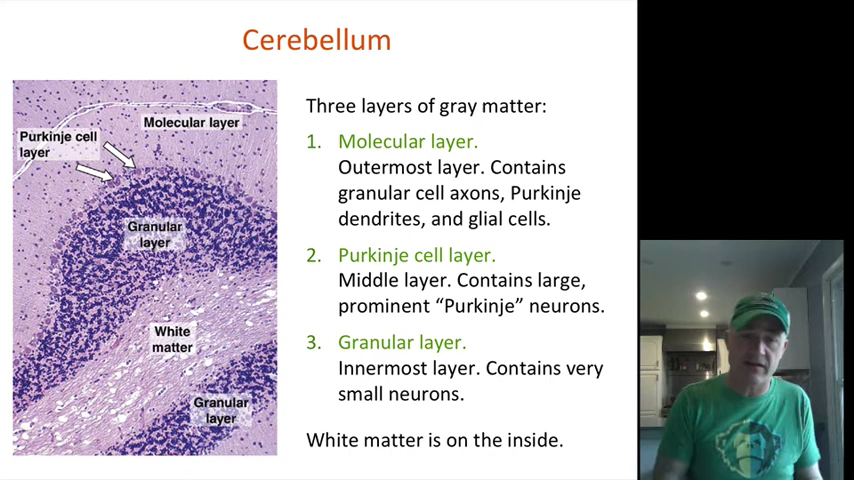 Cerebellum
Molecular layer
Purkinje cell
layer
Granular
layer
White
matter
Granular
layer
Three layers of gray matter:
1. Molecular layer.
Outermost layer. Contains
granular cell axons, Purkinje
dendrites, and glial cells.
2. Purkinje cell layer.
Middle layer. Contains large,
prominent “Purkinje” neurons.
3. Granular layer.
Innermost layer. Contains very
small neurons.
White matter is on the inside.